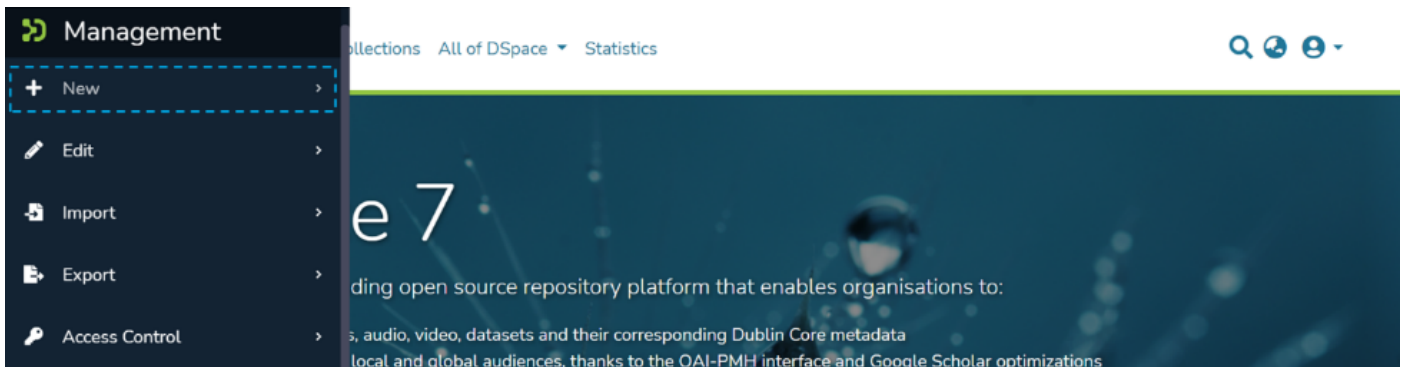 Management
New
Edit
Import
Export
Access Control
ollections All of DSpace Statistics
e 7
ding open source repository platform that enables organisations to:
s, audio, video, datasets and their corresponding Dublin Core metadata
local and global audiences, thanks to the OAI-PMH interface and Google Scholar optimizations